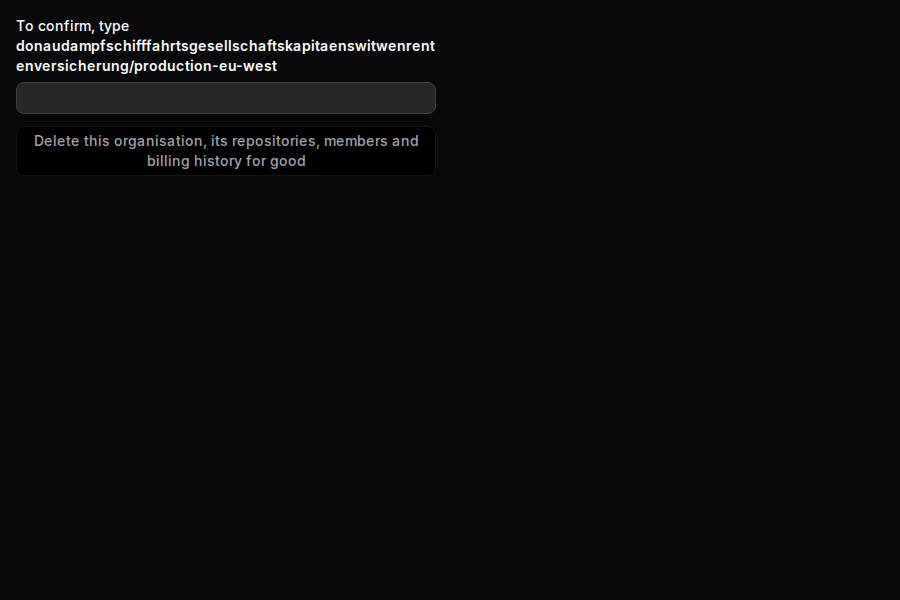 To confirm, type
donaudampfschifffahrtsgesellschaftskapitaenswitwenrent
enversicherung/production-eu-west
Delete this organisation, its repositories, members and
billing history for good